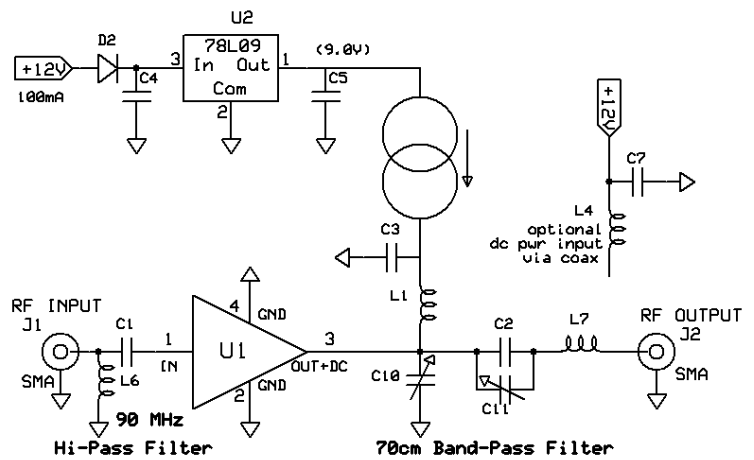 U2
D2
78L09
+12V
3
In
Out
1
(9.0V)
C4
C5
Com
2
100mA
+12V
C7
L4
optional
dc pwr input
via coax
C3
L1
RF INPUT
J1
C1
1
4
GND
U1
3
IN
OUT+DC
2
GND
L6
SMA
90 MHz
Hi-Pass Filter
C2
L7
RF OUTPUT
J2
C10
C11
SMA
70cm Band-Pass Filter